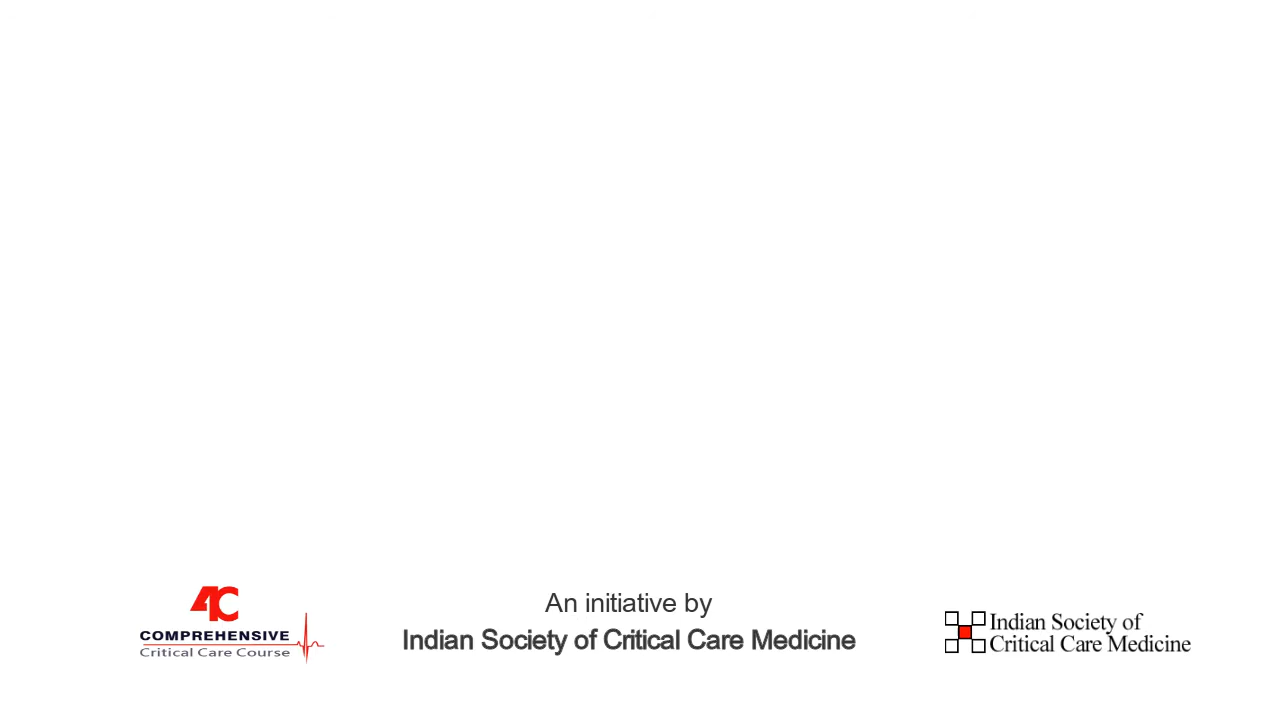 4C
COMPREHENSIVE
Critical Care Course
An initiative by
Indian Society of Critical Care Medicine
Indian Society of
Critical Care Medicine